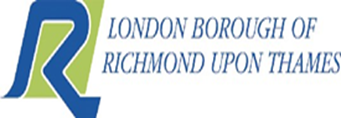 R
LONDON BOROUGH OF
RICHMOND UPON THAMES